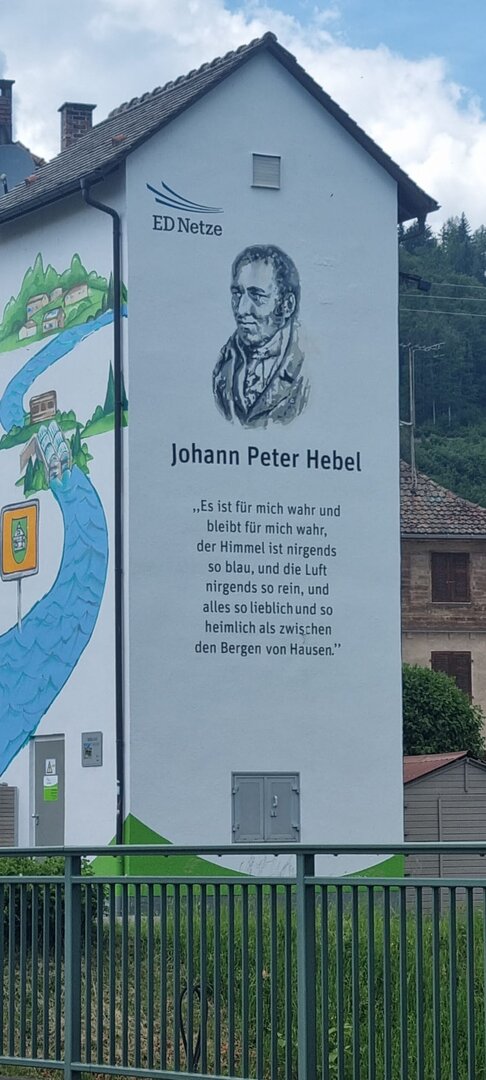 ED Netze
Johann Peter Hebel
„Es ist für mich wahr und
bleibt für mich wahr,
der Himmel ist nirgends
so blau, und die Luft
nirgends so rein, und
alles so lieblich und so
heimlich als zwischen
den Bergen von Hausen.”